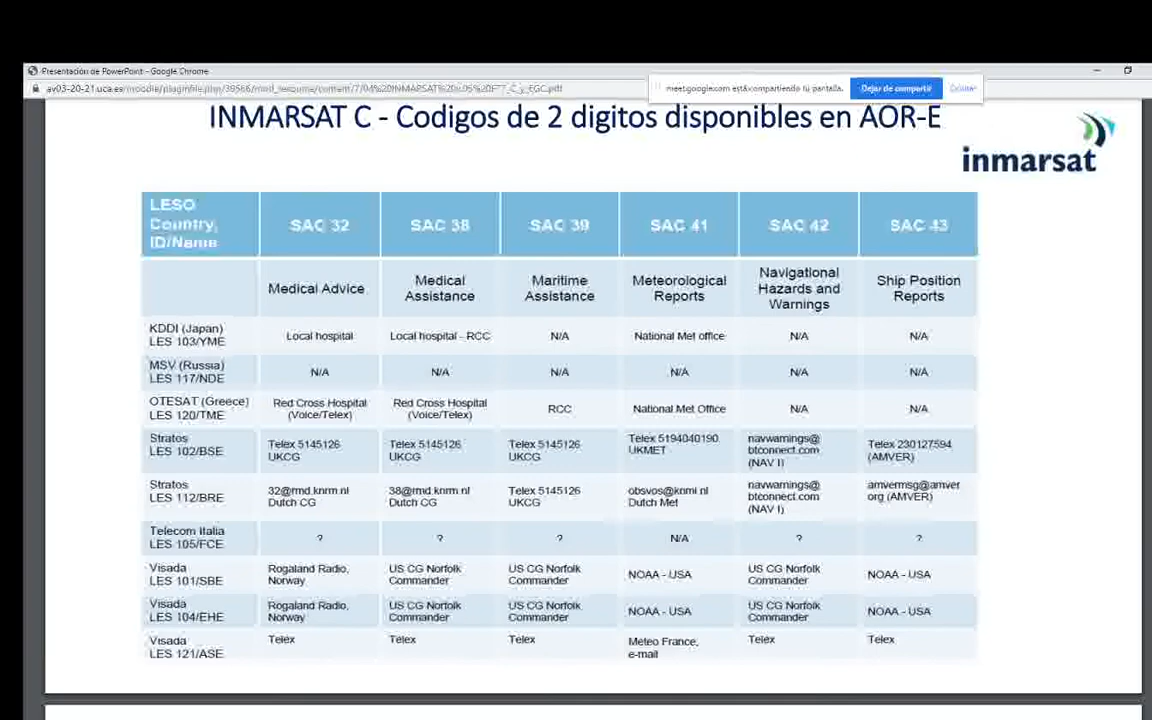 Presentación de PowerPoint - Google Chrome
meet.google.com está compartiendo tu pantalla.
Dejar de compartir
Ocultar
INMARSAT C - Codigos de 2 digitos disponibles en AOR-E
inmarsat
LESO Country, ID/Name SAC 32 SAC 38 SAC 39 SAC 41 SAC 42 SAC 43
Medical Advice Medical Assistance Maritime Assistance Meteorological Reports Navigational Hazards and Warnings Ship Position Reports
KDDI (Japan) LES 103/YME Local hospital Local hospital - RCC N/A National Met office N/A N/A
MSV (Russia) LES 117/NDE N/A N/A N/A N/A N/A N/A
OTESAT (Greece) LES 120/TME Red Cross Hospital (Voice/Telex) Red Cross Hospital (Voice/Telex) RCC National Met Office N/A N/A
Stratos LES 102/BSE Telex 5145126 UKCG Telex 5145126 UKCG Telex 5145126 UKCG Telex 5194040190 UKMET navwarnings@btconnect.com (NAV I) Telex 230127594 (AMVER)
Stratos LES 112/BRE 32@rmd.knrm.nl Dutch CG 38@rmd.knrm.nl Dutch CG Telex 5145126 UKCG obsvos@knmi.nl Dutch Met navwarnings@btconnect.com (NAV I) amvermsg@amver org (AMVER)
Telecom Italia LES 105/FCE ? ? ? N/A ? ?
Visada LES 101/SBE Rogaland Radio, Norway US CG Norfolk Commander US CG Norfolk Commander NOAA - USA US CG Norfolk Commander NOAA - USA
Visada LES 104/EHE Rogaland Radio, Norway US CG Norfolk Commander US CG Norfolk Commander NOAA - USA US CG Norfolk Commander NOAA - USA
Visada LES 121/ASE Telex Telex Telex Meteo France, e-mail Telex Telex